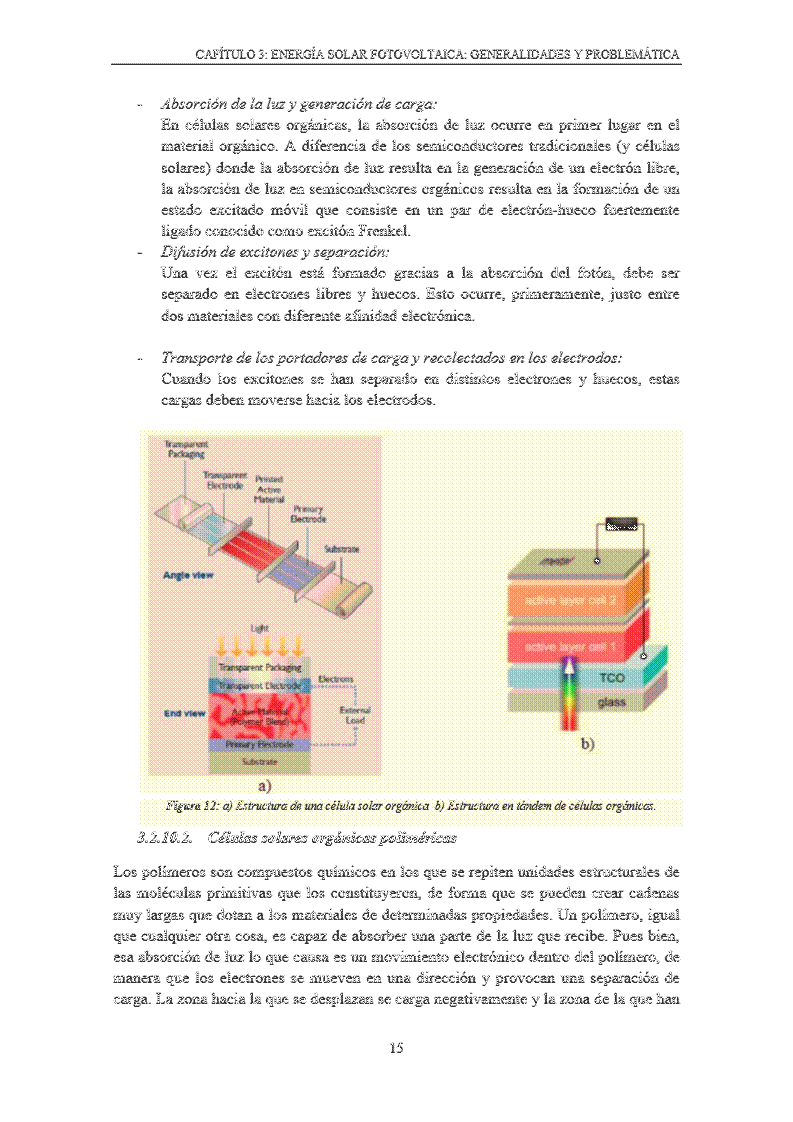 CAPÍTULO 3: ENERGÍA SOLAR FOTOVOLTAICA: GENERALIDADES Y PROBLEMÁTICA
- Absorción de la luz y generación de carga:
En células solares orgánicas, la absorción de luz ocurre en primer lugar en el
material orgánico. A diferencia de los semiconductores tradicionales (y células
solares) donde la absorción de luz resulta en la generación de un electrón libre,
la absorción de luz en semiconductores orgánicos resulta en la formación de un
estado excitado móvil que consiste en un par de electrón-hueco fuertemente
ligado conocido como excitón Frenkel.
- Difusión de excitones y separación:
Una vez el excitón está formado gracias a la absorción del fotón, debe ser
separado en electrones libres y huecos. Esto ocurre, primeramente, justo entre
dos materiales con diferente afinidad electrónica.
- Transporte de los portadores de carga y recolectados en los electrodos:
Cuando los excitones se han separado en distintos electrones y huecos, estas
cargas deben moverse hacia los electrodos.
Transparent
Packaging
Transparent
Electrode
Printed
Active
Material
Primary
Electrode
Substrate
Angle view
Light
Transparent Packaging
Transparent Electrode
Electrons
End view
Active Material
(Polymer Blend)
External
Load
Primary Electrode
Substrate
a)
active layer cell 2
active layer cell 1
TCO
glass
b)
Figura 12: a) Estructura de una célula solar orgánica b) Estructura en tándem de células orgánicas.
3.2.10.2. Células solares orgánicas poliméricas
Los polímeros son compuestos químicos en los que se repiten unidades estructurales de
las moléculas primitivas que los constituyeron, de forma que se pueden crear cadenas
muy largas que dotan a los materiales de determinadas propiedades. Un polímero, igual
que cualquier otra cosa, es capaz de absorber una parte de la luz que recibe. Pues bien,
esa absorción de luz lo que causa es un movimiento electrónico dentro del polímero, de
manera que los electrones se mueven en una dirección y provocan una separación de
carga. La zona hacia la que se desplazan se carga negativamente y la zona de la que han
15